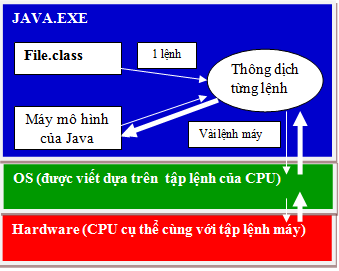 JAVA.EXE
File.class
1 lệnh
Thông dịch
từng lệnh
Máy mô hình
của Java
Vài lệnh máy
OS (được viết dựa trên tập lệnh của CPU)
Hardware (CPU cụ thể cùng với tập lệnh máy)